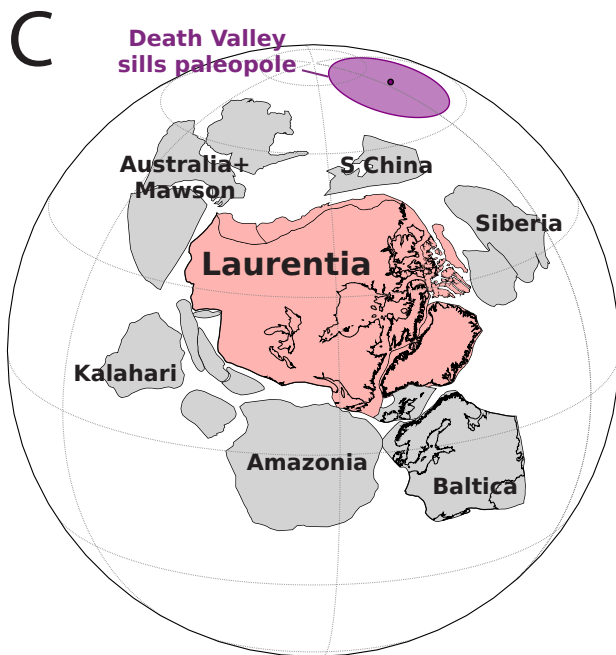 C
Death Valley
sills paleopole
Australia+
Mawson
S China
Siberia
Laurentia
Kalahari
Amazonia
Baltica